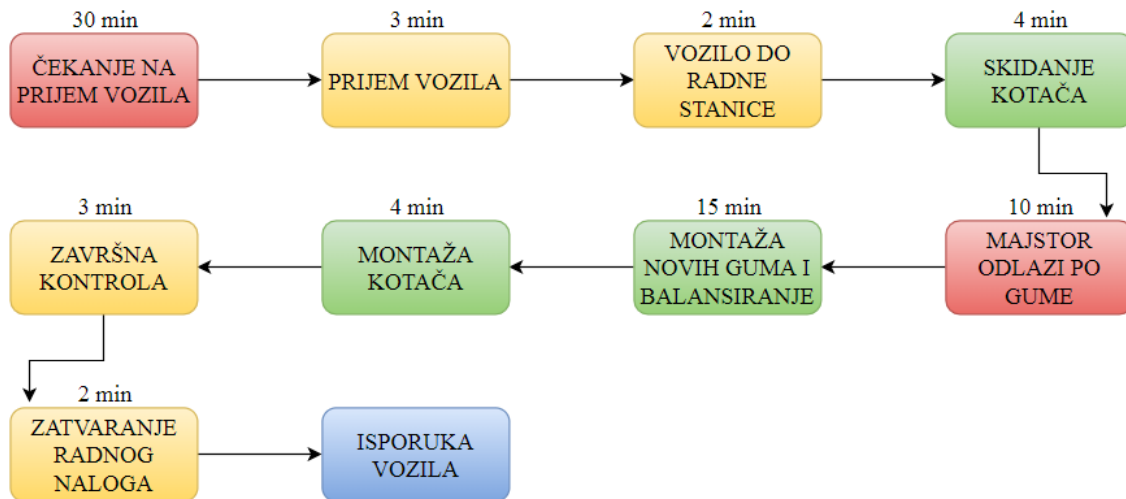 30 min
ČEKANJE NA
PRIJEM VOZILA
3 min
PRIJEM VOZILA
2 min
VOZILO DO
RADNE
STANICE
4 min
SKIDANJE
KOTAČA
10 min
MAJSTOR
ODLAZI PO
GUME
15 min
MONTAŽA
NOVIH GUMA I
BALANSIRANJE
4 min
MONTAŽA
KOTAČA
3 min
ZAVRŠNA
KONTROLA
2 min
ZATVARANJE
RADNOG
NALOGA
ISPORUKA
VOZILA